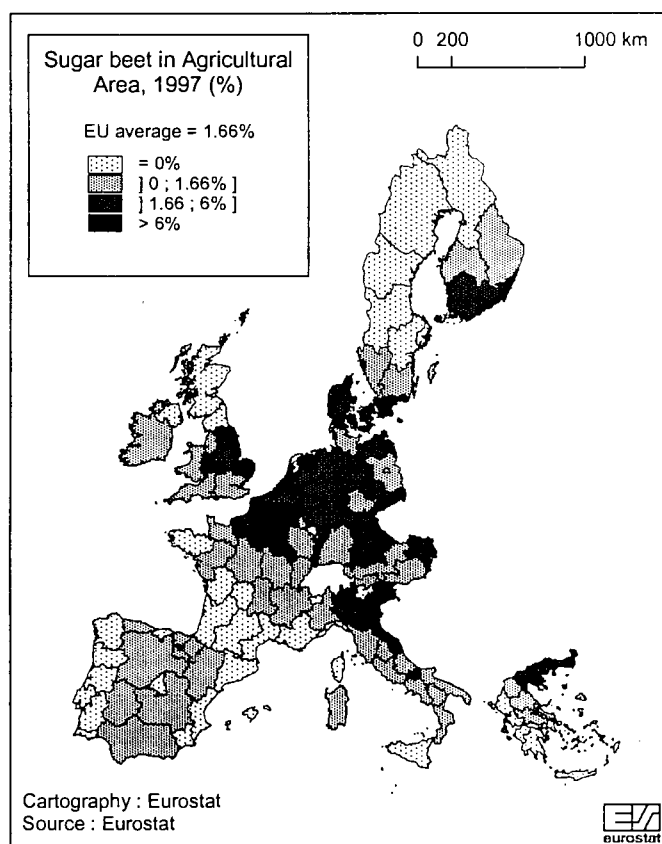 Sugar beet in Agricultural
Area, 1997 (%)
EU average = 1.66%
= 0%
] 0 ; 1.66% ]
] 1.66 ; 6% ]
> 6%
0 200 1000 km
Cartography : Eurostat
Source : Eurostat
eurostat